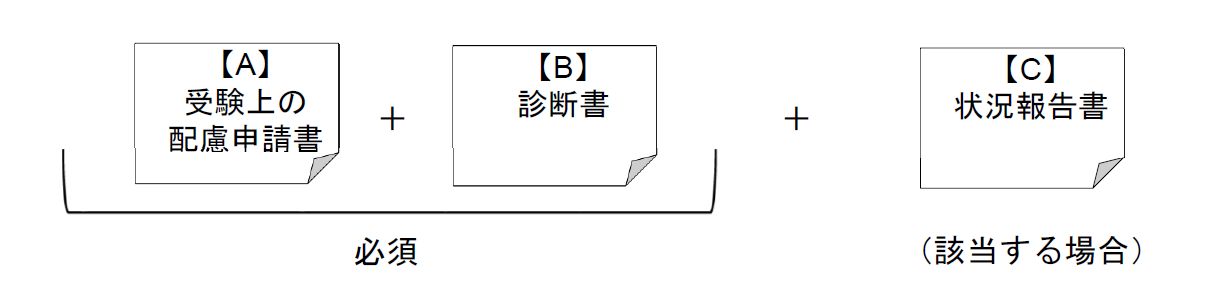 【A】
受験上の
配慮申請書
+
【B】
診断書
+
【C】
状況報告書
必須
(該当する場合)